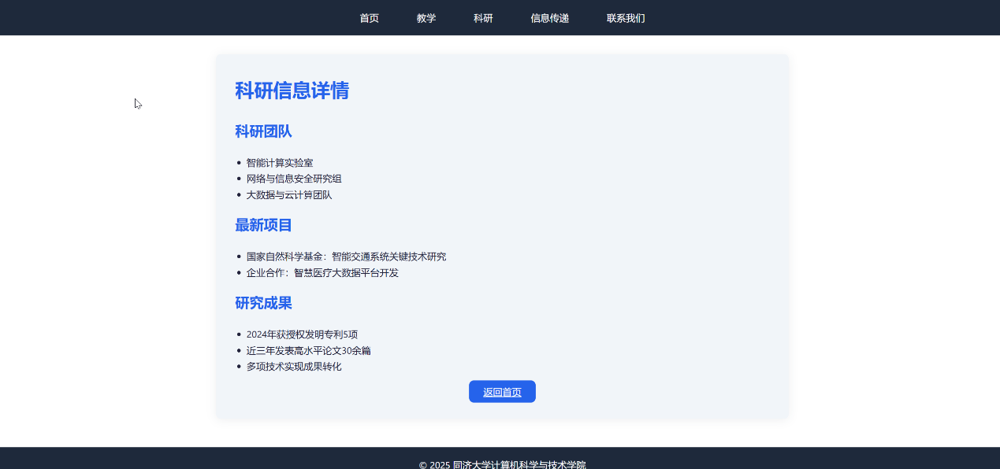 首页 教学 科研 信息传递 联系我们
科研信息详情
科研团队
智能计算实验室
网络与信息安全研究组
大数据与云计算团队
最新项目
国家自然科学基金：智能交通系统关键技术研究
企业合作：智慧医疗大数据平台开发
研究成果
2024年获授权发明专利5项
近三年发表高水平论文30余篇
多项技术实现成果转化
返回首页
© 2025 同济大学计算机科学与技术学院